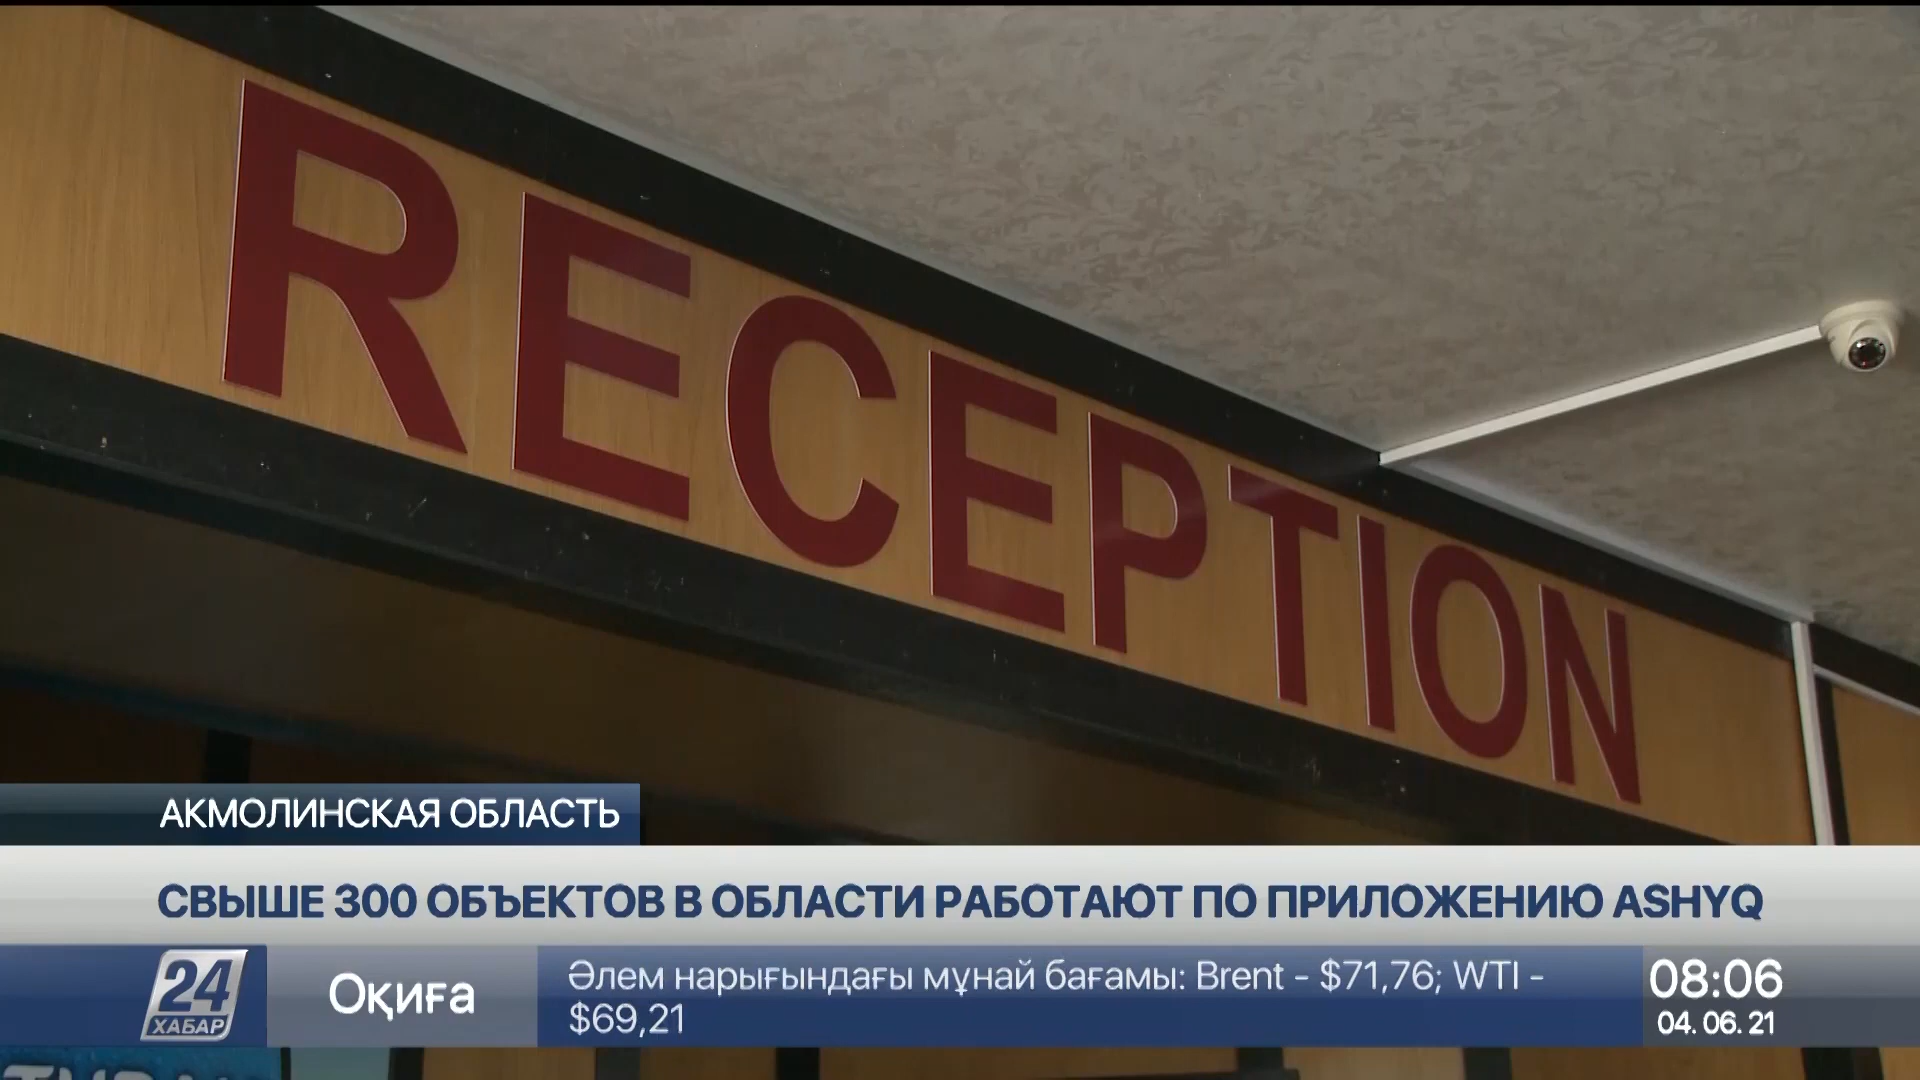 RECEPTION
АКМОЛИНСКАЯ ОБЛАСТЬ
СВЫШЕ 300 ОБЪЕКТОВ В ОБЛАСТИ РАБОТАЮТ ПО ПРИЛОЖЕНИЮ ASHYQ
24
ХАБАР
Оқиға
Әлем нарығындағы мұнай бағамы: Brent - $71,76; WTI -
$69,21
08:06
04. 06. 21